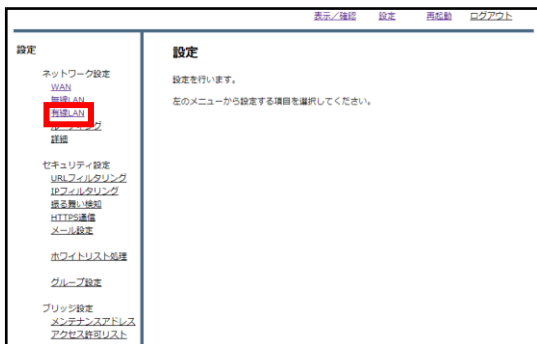 表示/確認 設定 再起動 ログアウト
設定
ネットワーク設定
WAN
無線LAN
有線LAN
ルーティング
詳細
セキュリティ設定
URLフィルタリング
IPフィルタリング
振る舞い検知
HTTPS通信
メール設定
ホワイトリスト処理
グループ設定
ブリッジ設定
メンテナンスアドレス
アクセス許可リスト
設定
設定を行います。
左のメニューから設定する項目を選択してください。